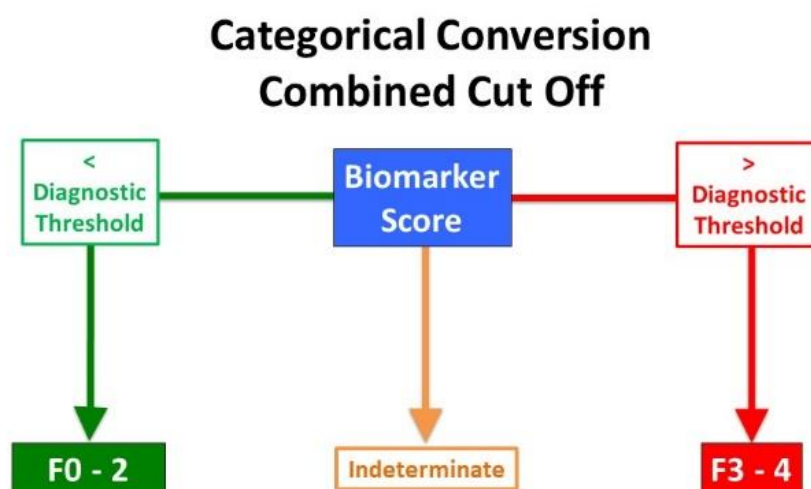 Categorical Conversion
Combined Cut Off
<
Diagnostic
Threshold
Biomarker
Score
>
Diagnostic
Threshold
F0 - 2
Indeterminate
F3 - 4